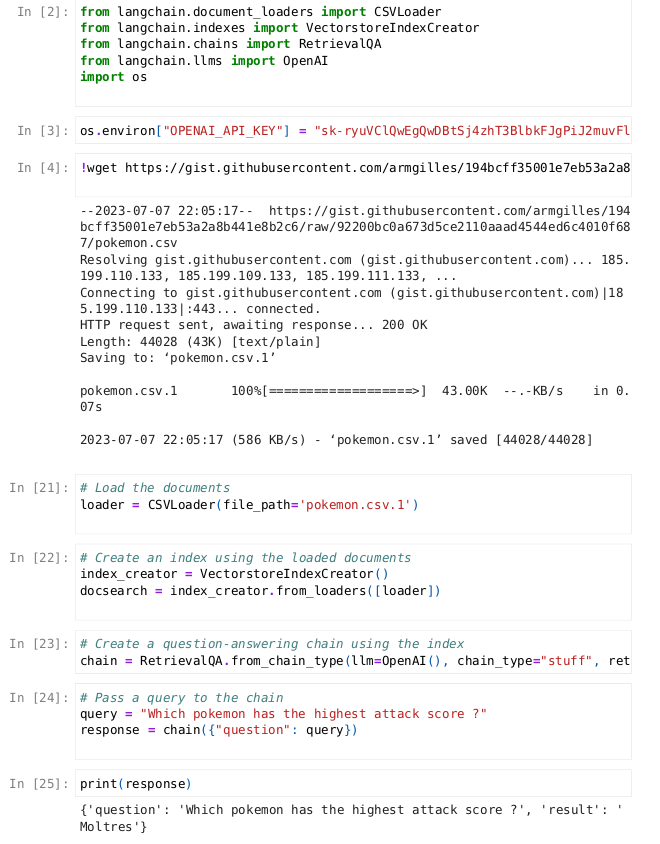 In [2]: from langchain.document_loaders import CSVLoader
from langchain.indexes import VectorstoreIndexCreator
from langchain.chains import RetrievalQA
from langchain.llms import OpenAI
import os
In [3]: os.environ["OPENAI_API_KEY"] = "sk-ryuVClQwEgQwDBtSj4zhT3BlbkFJgPiJ2muvFl
In [4]: !wget https://gist.githubusercontent.com/armgilles/194bcff35001e7eb53a2a8
--2023-07-07 22:05:17--  https://gist.githubusercontent.com/armgilles/194
bcff35001e7eb53a2a8b441e8b2c6/raw/92200bc0a673d5ce2110aaad4544ed6c4010f68
7/pokemon.csv
Resolving gist.githubusercontent.com (gist.githubusercontent.com)... 185.
199.110.133, 185.199.109.133, 185.199.111.133, ...
Connecting to gist.githubusercontent.com (gist.githubusercontent.com)|18
5.199.110.133|:443... connected.
HTTP request sent, awaiting response... 200 OK
Length: 44028 (43K) [text/plain]
Saving to: ‘pokemon.csv.1’
pokemon.csv.1       100%[===================>]  43.00K  --.-KB/s    in 0.
07s
2023-07-07 22:05:17 (586 KB/s) - ‘pokemon.csv.1’ saved [44028/44028]
In [21]: # Load the documents
loader = CSVLoader(file_path='pokemon.csv.1')
In [22]: # Create an index using the loaded documents
index_creator = VectorstoreIndexCreator()
docsearch = index_creator.from_loaders([loader])
In [23]: # Create a question-answering chain using the index
chain = RetrievalQA.from_chain_type(llm=OpenAI(), chain_type="stuff", ret
In [24]: # Pass a query to the chain
query = "Which pokemon has the highest attack score ?"
response = chain({"question": query})
In [25]: print(response)
{'question': 'Which pokemon has the highest attack score ?', 'result': '
Moltres'}